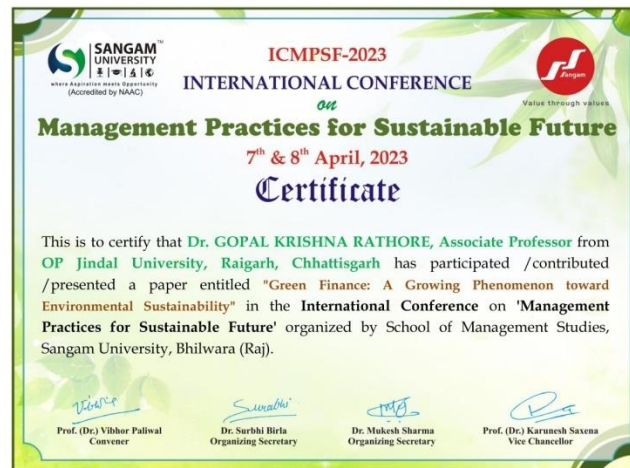 SANGAM
UNIVERSITY
where Aspiration meets Opportunity
(Accredited by NAAC)
ICMPSF-2023
INTERNATIONAL CONFERENCE
on
Sangam
Value through values
Management Practices for Sustainable Future
7th & 8th April, 2023
Certificate
This is to certify that Dr. GOPAL KRISHNA RATHORE, Associate Professor from
OP Jindal University, Raigarh, Chhattisgarh has participated /contributed
/presented a paper entitled "Green Finance: A Growing Phenomenon toward
Environmental Sustainability" in the International Conference on 'Management
Practices for Sustainable Future' organized by School of Management Studies,
Sangam University, Bhilwara (Raj).
Surabhi
Prof. (Dr.) Vibhor Paliwal
Convener
Dr. Surbhi Birla
Organizing Secretary
Dr. Mukesh Sharma
Organizing Secretary
Prof. (Dr.) Karunesh Saxena
Vice Chancellor